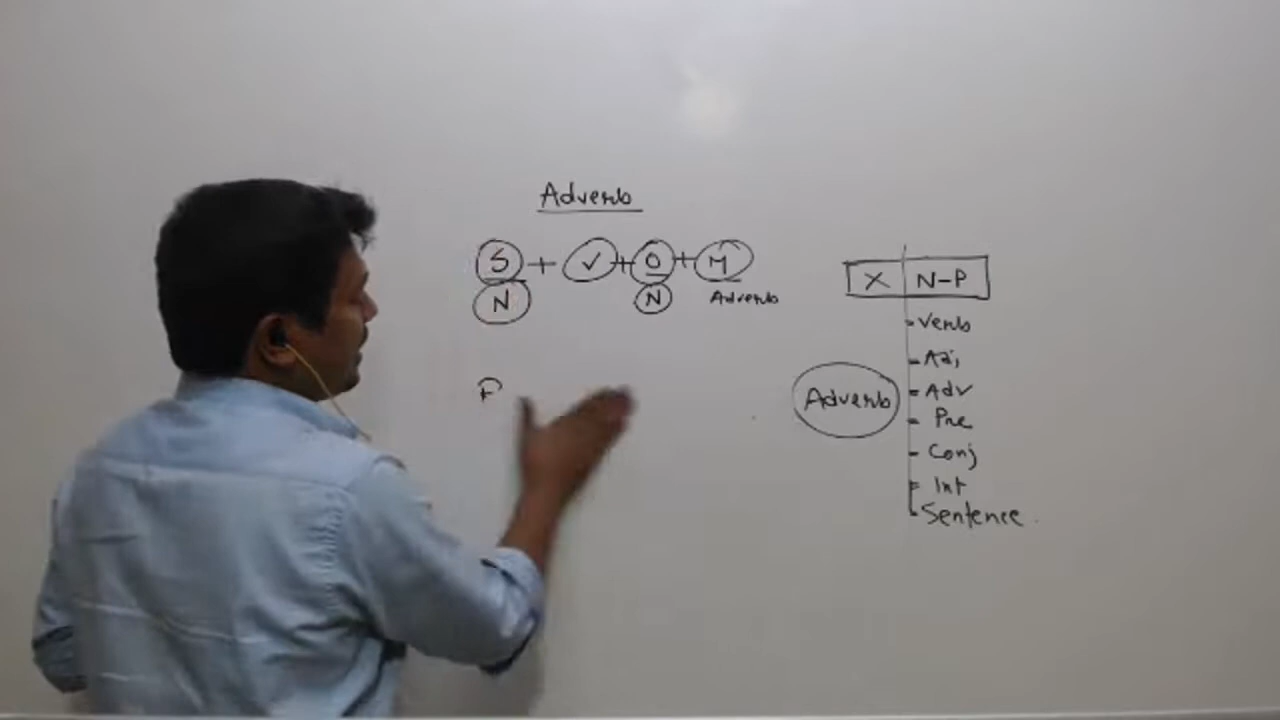 Adverb
S + V + O + M
N N Adverb
X N-P
Verb
Adj
Adverb Adv
Pre
Conj
Int
Sentence